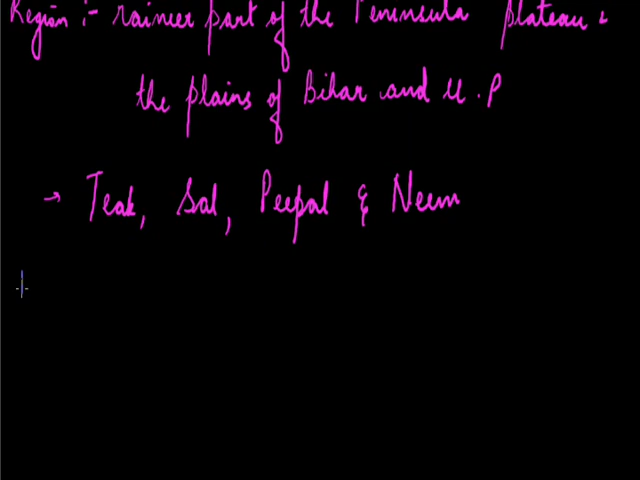 Region :- rainier part of the Peninsula plateau &
the plains of Bihar and U.P
→ Teak, Sal, Peepal & Neem